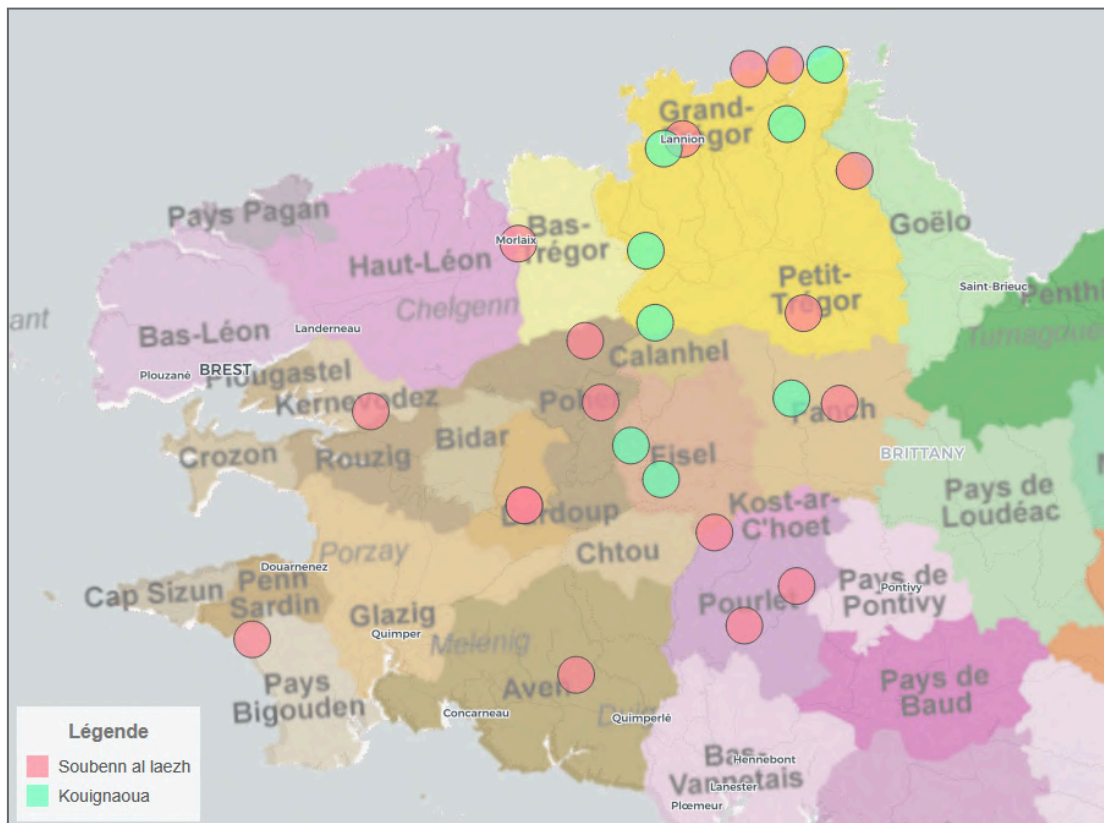 Grand-
Trégor
Lannion
Pays Pagan
Bas-
Trégor
Morlaix
Goëlo
Haut-Léon
Petit-
Trégor
Saint-Brieuc
Chelgenn
ant
Bas-Léon
Landerneau
Calanhel
Plouzané
BREST
Plougastel
Kernevodez
Poher
Fañch
Bidar
Crozon
Rouzig
Fisel
BRITTANY
Kost-ar-
C'hoet
Pays de
Loudéac
Dardoup
Chtou
Porzay
Douarnenez
Cap Sizun
Penn
Sardin
Pourlet
Pays de
Pontivy
Pontivy
Glazig
Quimper
Melenig
Aven
Pays
Bigouden
Pays de
Baud
Concarneau
Quimperlé
Bas-
Vannetais
Hennebont
Lanester
Plœmeur
Légende
Soubenn al laezh
Kouignaoua